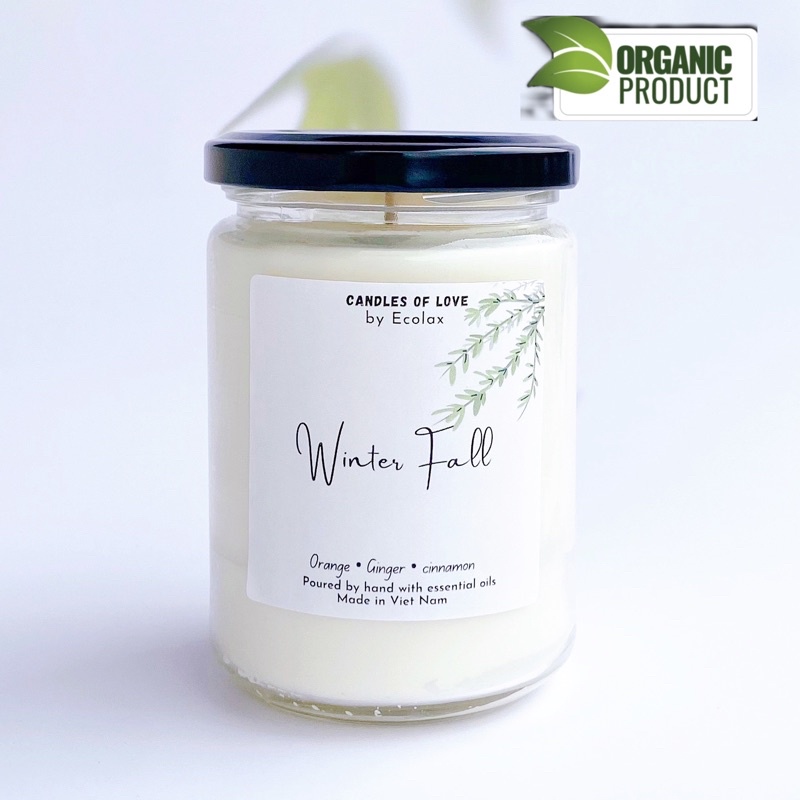 ORGANIC
PRODUCT
CANDLES OF LOVE
by Ecolax
Winter Fall
Orange • Ginger • cinnamon
Poured by hand with essential oils
Made in Viet Nam